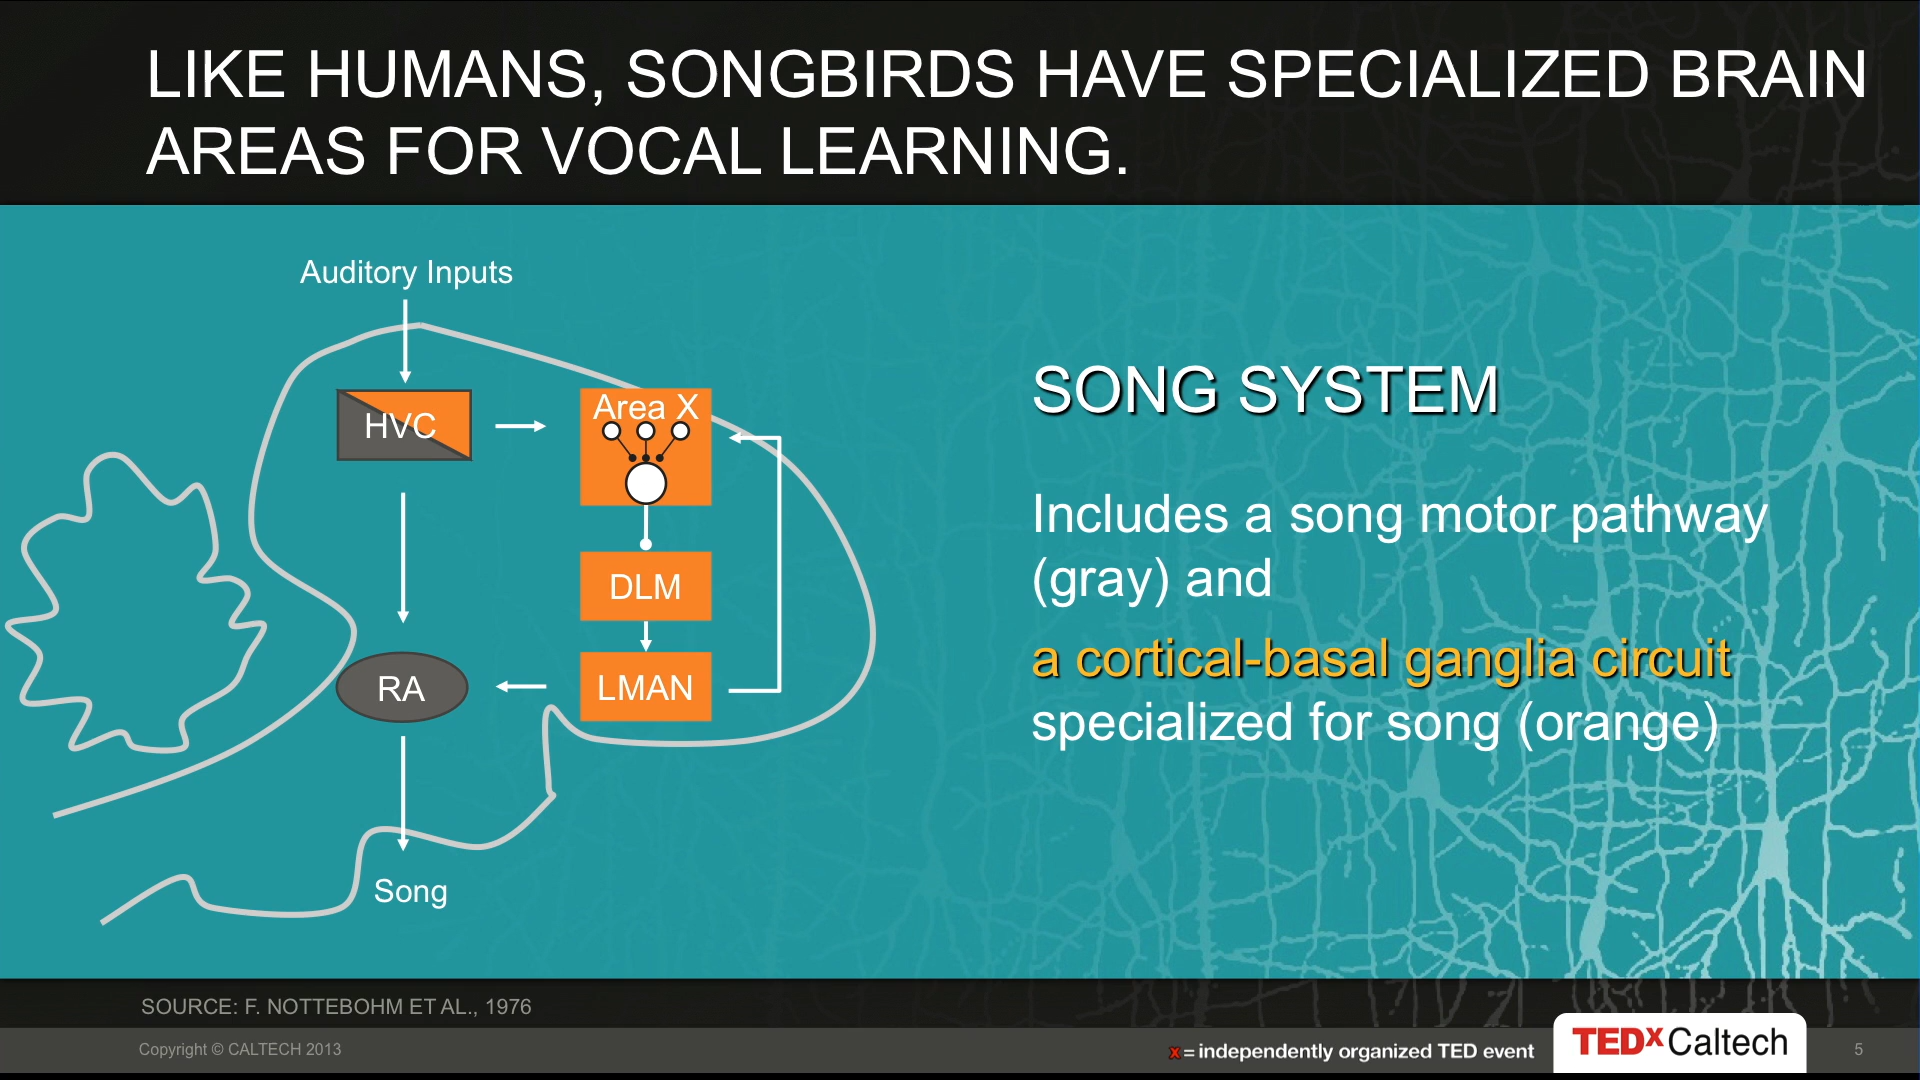 LIKE HUMANS, SONGBIRDS HAVE SPECIALIZED BRAIN
AREAS FOR VOCAL LEARNING.
Auditory Inputs
HVC
Area X
DLM
RA
LMAN
Song
SONG SYSTEM
Includes a song motor pathway
(gray) and
a cortical-basal ganglia circuit
specialized for song (orange)
SOURCE: F. NOTTEBOHM ET AL., 1976
Copyright © CALTECH 2013
x = independently organized TED event
TEDx Caltech
5